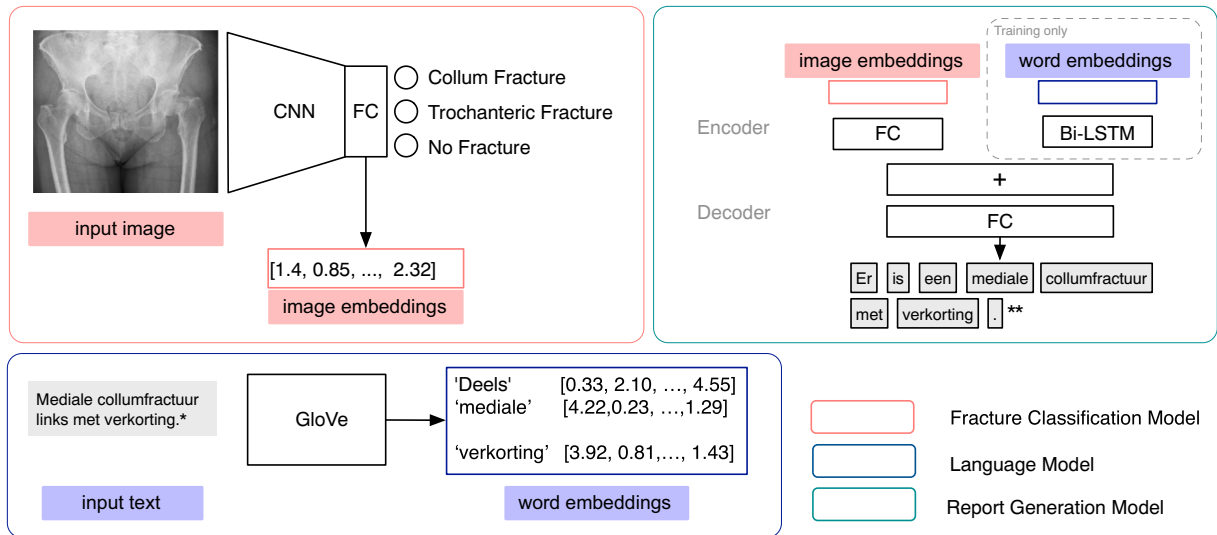 CNN
FC
Collum Fracture
Trochanteric Fracture
No Fracture
input image
[1.4, 0.85, ..., 2.32]
image embeddings
Training only
image embeddings
word embeddings
Encoder
FC
Bi-LSTM
+
Decoder
FC
Er is een mediale collumfractuur
met verkorting . **
Mediale collumfractuur
links met verkorting.*
GloVe
'Deels' [0.33, 2.10, …, 4.55]
‘mediale’ [4.22,0.23, …,1.29]
‘verkorting’ [3.92, 0.81,…, 1.43]
input text
word embeddings
Fracture Classification Model
Language Model
Report Generation Model